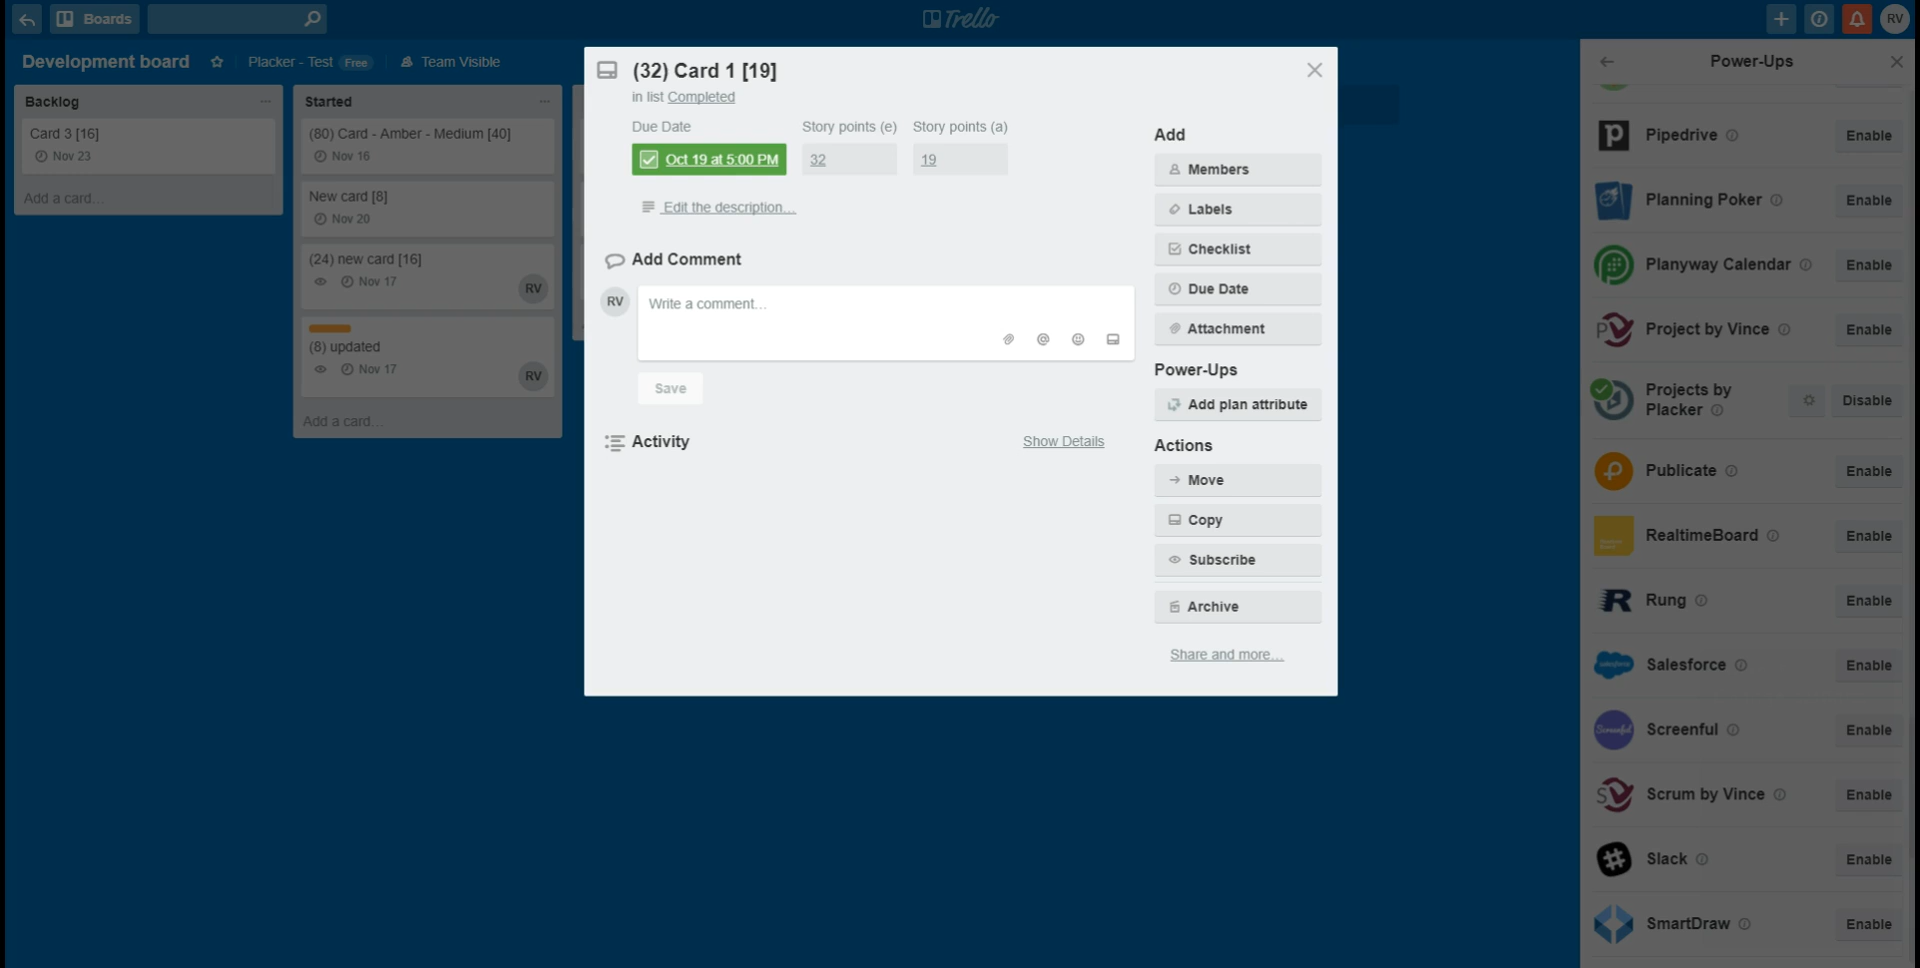 Boards
Trello
RV
Development board
Placker - Test Free
Team Visible
Backlog ...
Card 3 [16]
Nov 23
Add a card...
Started ...
(80) Card - Amber - Medium [40]
Nov 16
New card [8]
Nov 20
(24) new card [16]
Nov 17
RV
(8) updated
Nov 17
RV
Add a card...
(32) Card 1 [19]
in list Completed
Due Date Story points (e) Story points (a)
Oct 19 at 5:00 PM 32 19
Edit the description...
Add Comment
RV
Write a comment...
Save
Activity Show Details
Add
Members
Labels
Checklist
Due Date
Attachment
Power-Ups
Add plan attribute
Actions
Move
Copy
Subscribe
Archive
Share and more...
Power-Ups
Pipedrive Enable
Planning Poker Enable
Planyway Calendar Enable
Project by Vince Enable
Projects by
Placker Disable
Publicate Enable
RealtimeBoard Enable
Rung Enable
salesforce
Salesforce Enable
Screenful
Screenful Enable
Scrum by Vince Enable
Slack Enable
SmartDraw Enable